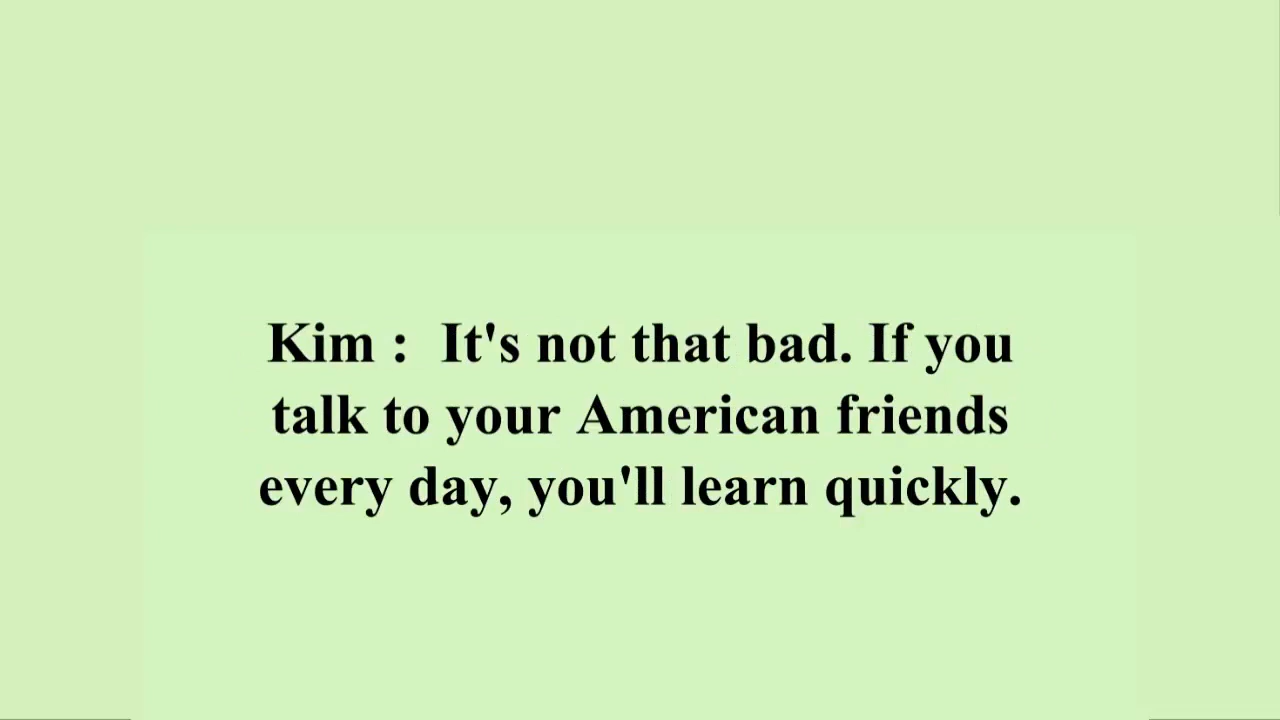 Kim :  It's not that bad. If you
talk to your American friends
every day, you'll learn quickly.